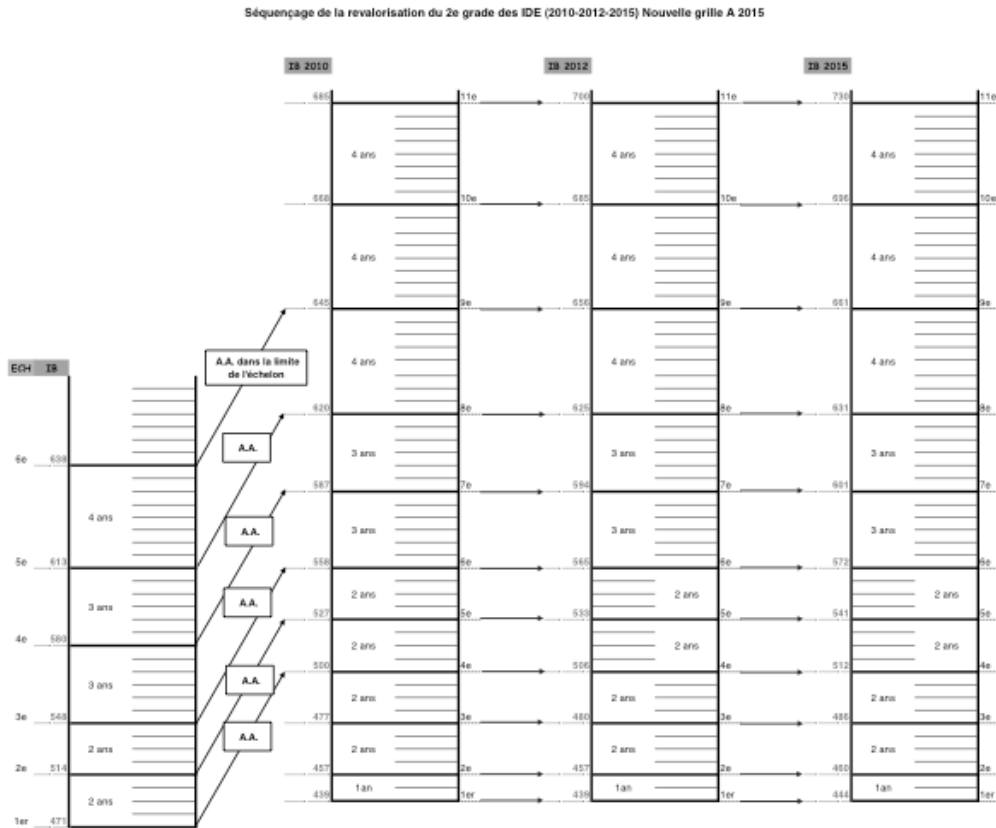 Séquençage de la revalorisation du 2e grade des IDE (2010-2012-2015) Nouvelle grille A 2015
IB 2010 IB 2012 IB 2015
685 11e 700 11e 730 11e
4 ans 4 ans 4 ans
668 10e 685 10e 696 10e
4 ans 4 ans 4 ans
645 9e 656 9e 661 9e
A.A. dans la limite
de l'échelon
4 ans 4 ans 4 ans
ECH IB
620 8e 625 8e 631 8e
A.A.
3 ans 3 ans 3 ans
6e 638
587 7e 594 7e 601 7e
4 ans
A.A.
3 ans 3 ans 3 ans
5e 613
558 6e 565 6e 572 6e
2 ans 2 ans 2 ans
3 ans
A.A.
527 5e 533 5e 541 5e
4e 580
2 ans 2 ans 2 ans
500 4e 506 4e 512 4e
3 ans
A.A.
2 ans 2 ans 2 ans
3e 548
477 3e 480 3e 486 3e
A.A.
2 ans
2 ans 2 ans 2 ans
2e 514
457 2e 457 2e 460 2e
1an 1an 1an
2 ans
439 1er 439 1er 444 1er
1er 471